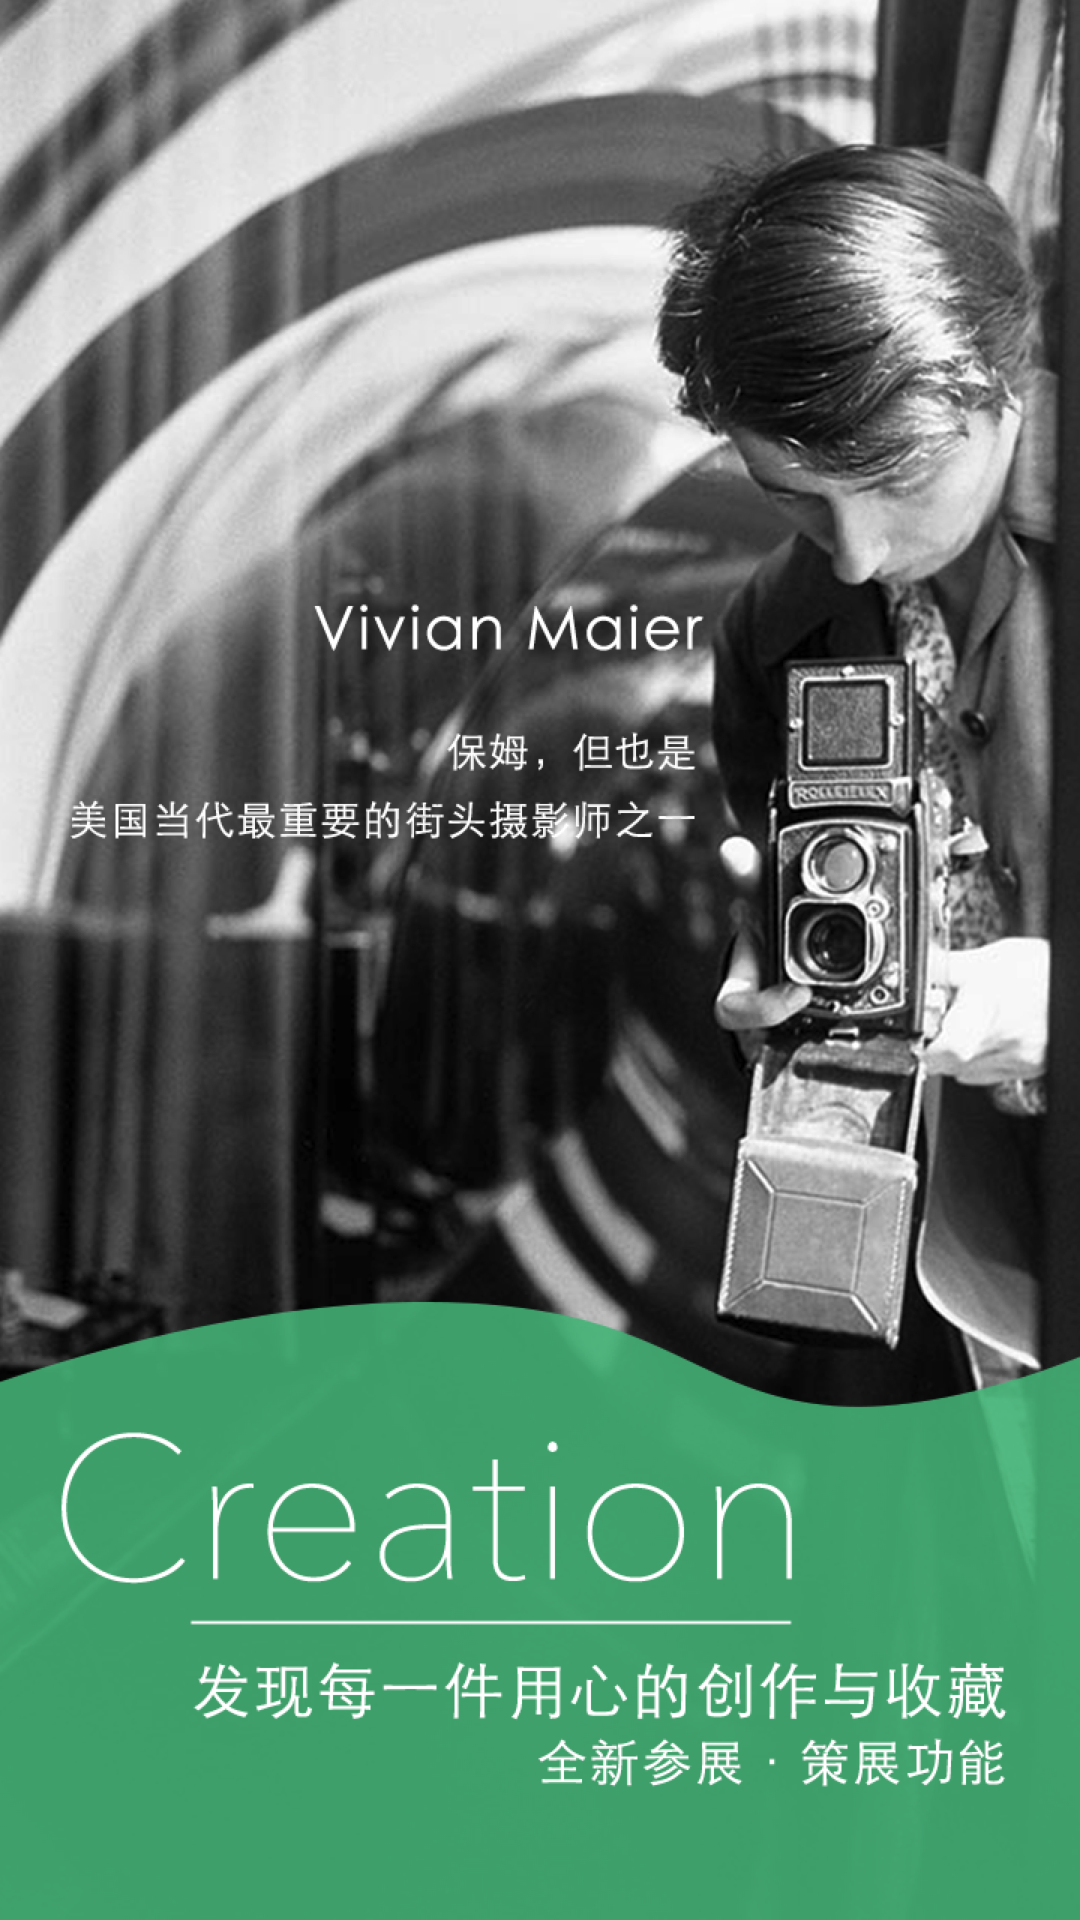 Vivian Maier
保姆，但也是
美国当代最重要的街头摄影师之一
ROLLEIFLEX
Creation
发现每一件用心的创作与收藏
全新参展 · 策展功能